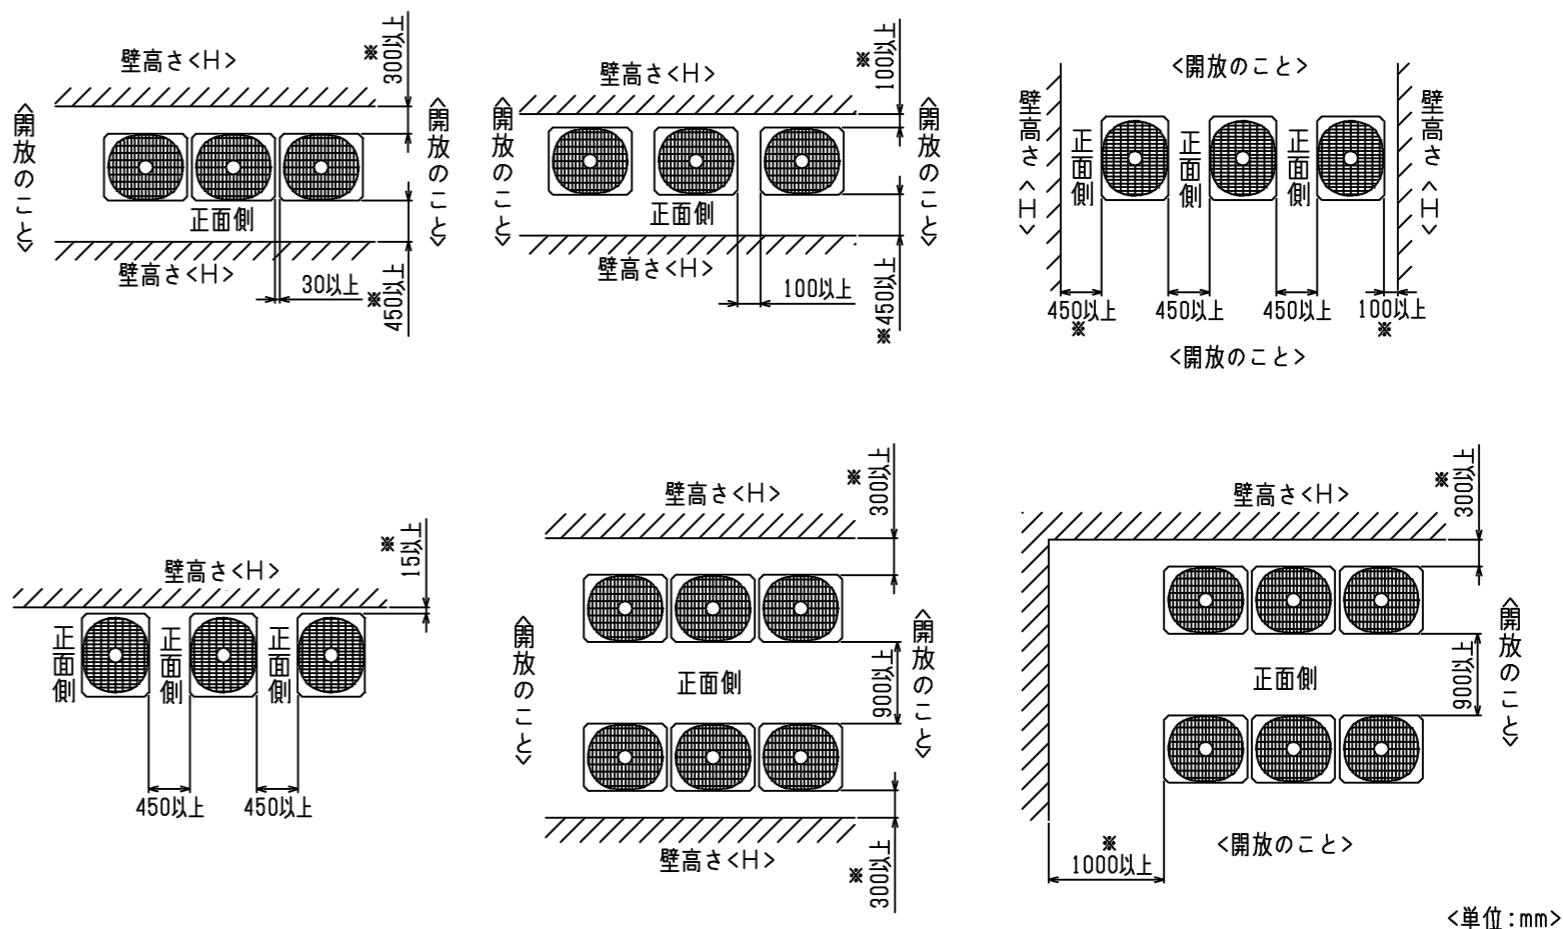 壁高さ<H>
※
300以上
<開放のこと>
<開放のこと>
正面側
壁高さ<H>
30以上
※
450以上
壁高さ<H>
※
100以上
<開放のこと>
<開放のこと>
正面側
壁高さ<H>
100以上
※450以上
<開放のこと>
壁高さ<H>
正面側
正面側
正面側
壁高さ<H>
450以上
※
450以上
450以上
100以上
※
<開放のこと>
壁高さ<H>
※
15以上
正面側
正面側
正面側
450以上
450以上
壁高さ<H>
※
300以上
<開放のこと>
正面側
900以上
<開放のこと>
壁高さ<H>
※
300以上
壁高さ<H>
※
300以上
正面側
900以上
<開放のこと>
※
1000以上
<開放のこと>
<単位:mm>